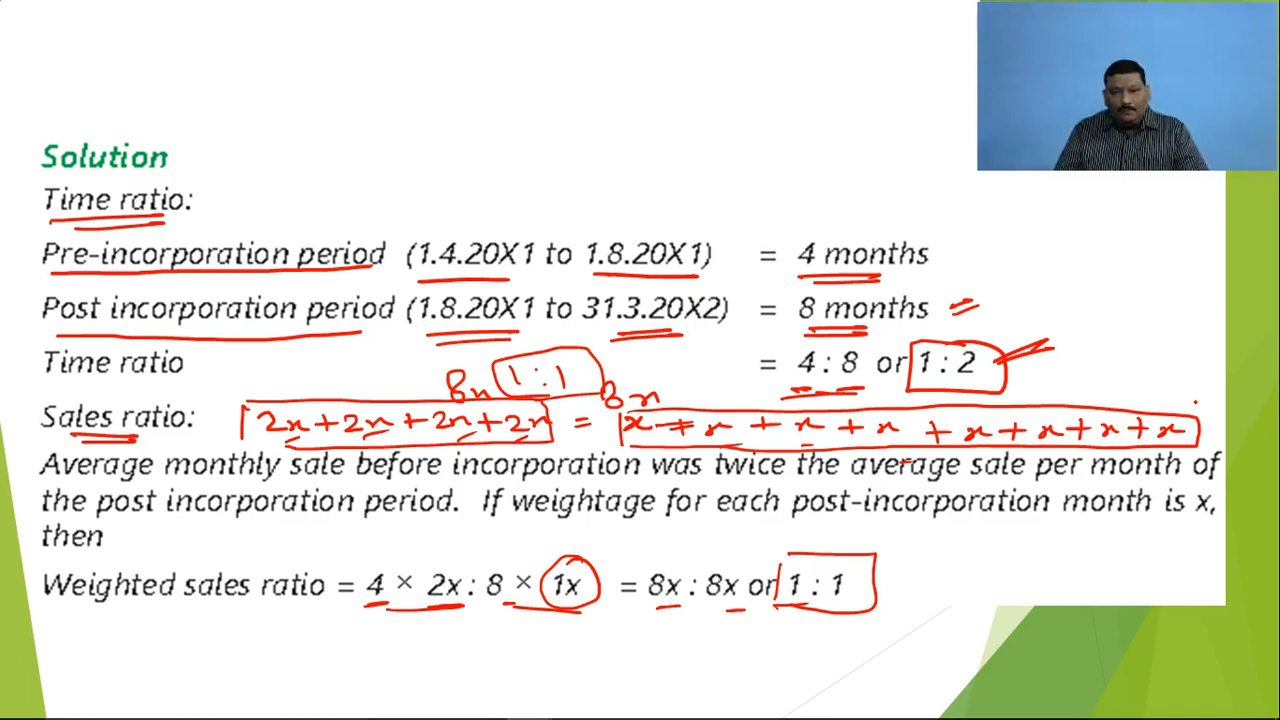 Solution
Time ratio:
Pre-incorporation period (1.4.20X1 to 1.8.20X1) = 4 months
Post incorporation period (1.8.20X1 to 31.3.20X2) = 8 months =
Time ratio = 4 : 8 or 1 : 2
8x 1 : 1 8x
Sales ratio: 2x + 2x + 2x + 2x = x + x + x + x + x + x + x + x
Average monthly sale before incorporation was twice the average sale per month of
the post incorporation period. If weightage for each post-incorporation month is x,
then
Weighted sales ratio = 4 × 2x : 8 × 1x = 8x : 8x or 1 : 1